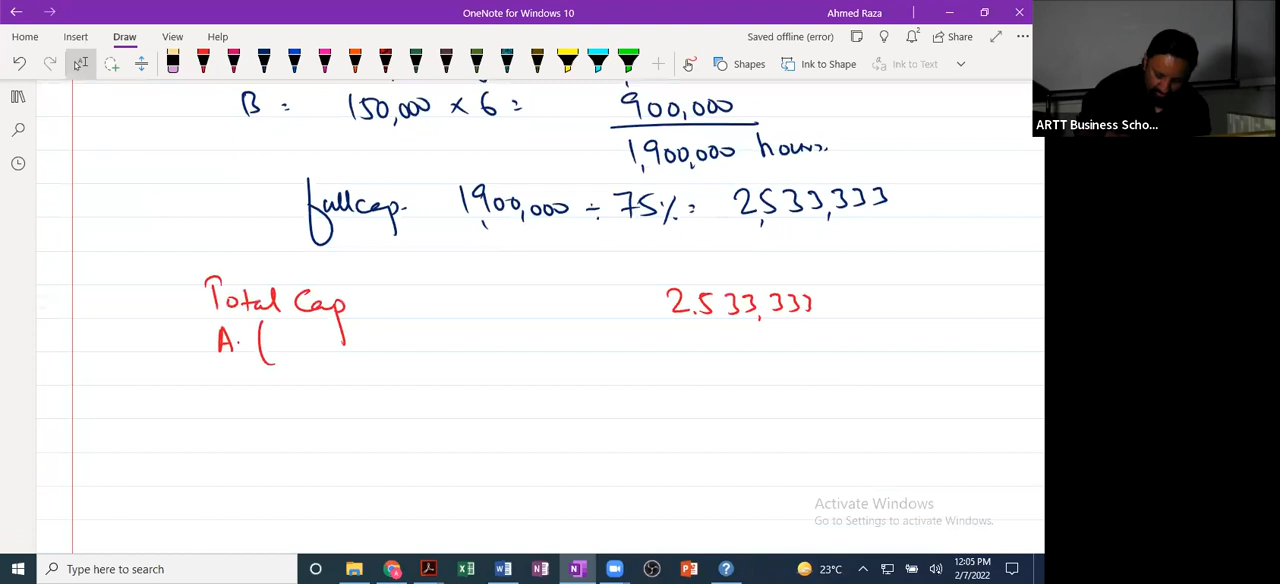 OneNote for Windows 10
Ahmed Raza
Home Insert Draw View Help
Saved offline (error)
Share
Shapes
Ink to Shape
Ink to Text
B = 150,000 × 6 = 900,000
1,900,000 hours.
full cap. 1900,000 ÷ 75% = 2,533,333
Total Cap 2,533,333
A. (
ARTT Business Scho...
Activate Windows
Go to Settings to activate Windows.
Type here to search
23°C
12:05 PM
2/7/2022